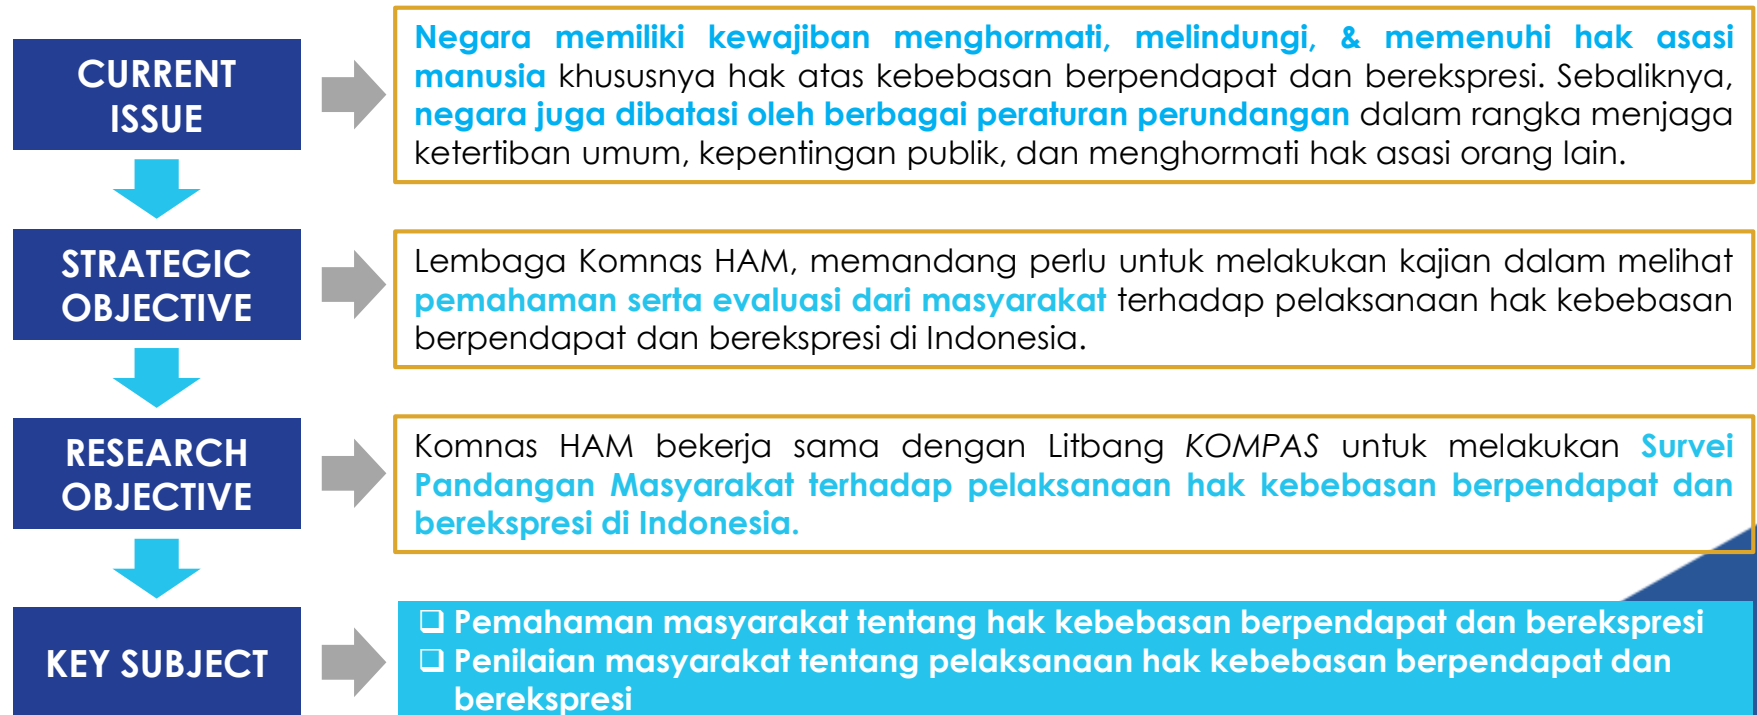 CURRENT
ISSUE
Negara memiliki kewajiban menghormati, melindungi, & memenuhi hak asasi
manusia khususnya hak atas kebebasan berpendapat dan berekspresi. Sebaliknya,
negara juga dibatasi oleh berbagai peraturan perundangan dalam rangka menjaga
ketertiban umum, kepentingan publik, dan menghormati hak asasi orang lain.
STRATEGIC
OBJECTIVE
Lembaga Komnas HAM, memandang perlu untuk melakukan kajian dalam melihat
pemahaman serta evaluasi dari masyarakat terhadap pelaksanaan hak kebebasan
berpendapat dan berekspresi di Indonesia.
RESEARCH
OBJECTIVE
Komnas HAM bekerja sama dengan Litbang KOMPAS untuk melakukan Survei
Pandangan Masyarakat terhadap pelaksanaan hak kebebasan berpendapat dan
berekspresi di Indonesia.
KEY SUBJECT
❑ Pemahaman masyarakat tentang hak kebebasan berpendapat dan berekspresi
❑ Penilaian masyarakat tentang pelaksanaan hak kebebasan berpendapat dan
berekspresi